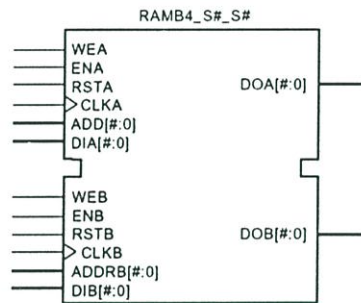 RAMB4_S#_S#
WEA
ENA
RSTA
CLKA
ADD[#:0]
DIA[#:0]
DOA[#:0]
WEB
ENB
RSTB
CLKB
ADDRB[#:0]
DIB[#:0]
DOB[#:0]